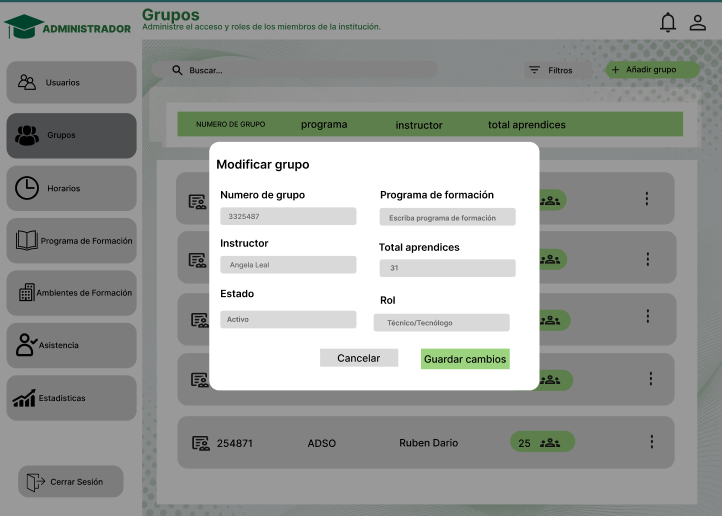 Grupos
Administre el acceso y roles de los miembros de la institución.
ADMINISTRADOR
Usuarios
Grupos
Horarios
Programa de Formación
Ambientes de Formación
Asistencia
Estadisticas
Cerrar Sesión
Buscar...
Filtros
+ Añadir grupo
NUMERO DE GRUPO programa instructor total aprendices
Modificar grupo
Numero de grupo Programa de formación
3325487 Escriba programa de formación
Instructor Total aprendices
Angela Leal 31
Estado Rol
Activo Técnico/Tecnólogo
Cancelar Guardar cambios
254871 ADSO Ruben Dario 25